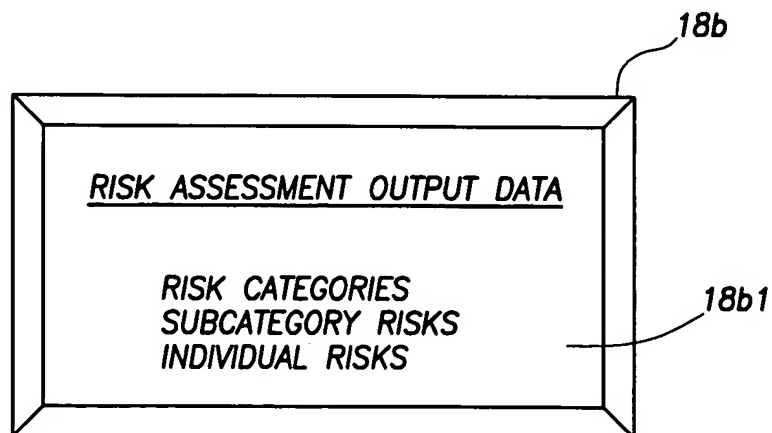 18b
RISK ASSESSMENT OUTPUT DATA
RISK CATEGORIES
SUBCATEGORY RISKS
INDIVIDUAL RISKS
18b1